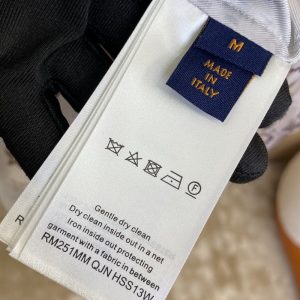 M
MADE IN
ITALY
Gentle dry clean
Dry clean inside out in a net
Iron inside out protecting
garment with a fabric in between
RM251MM QJN HSS13W
R